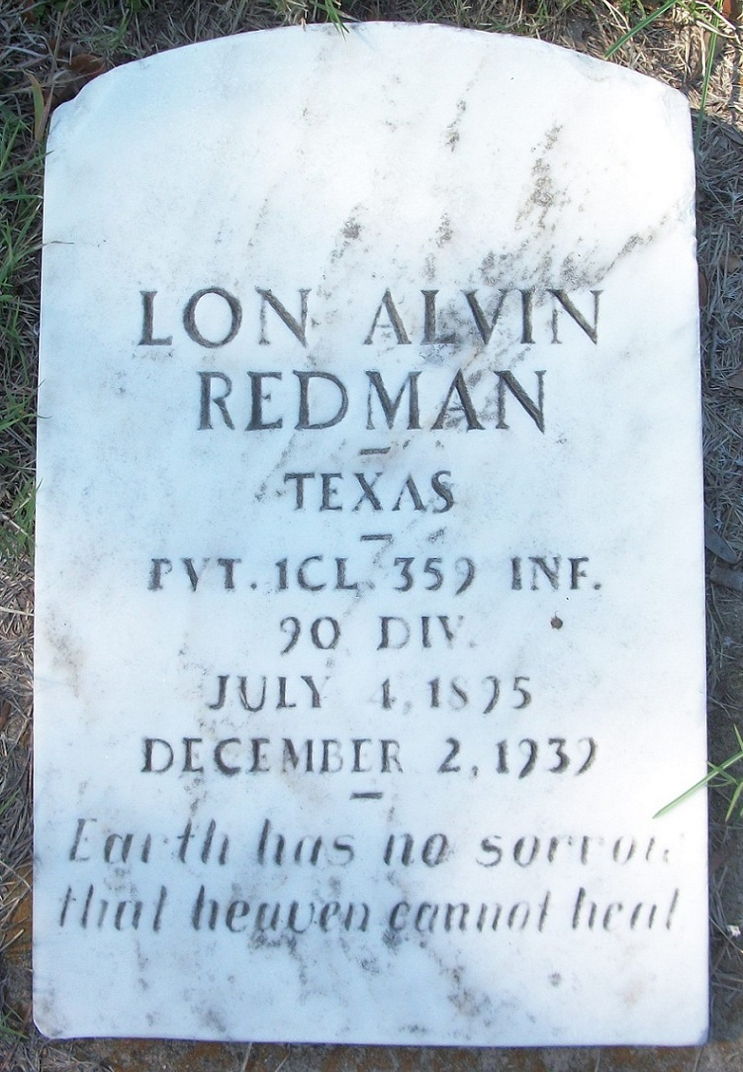 LON ALVIN
REDMAN
TEXAS
PVT. 1CL. 359 INF.
90 DIV.
JULY 4, 1895
DECEMBER 2, 1939
Earth has no sorrow
that heaven cannot heal